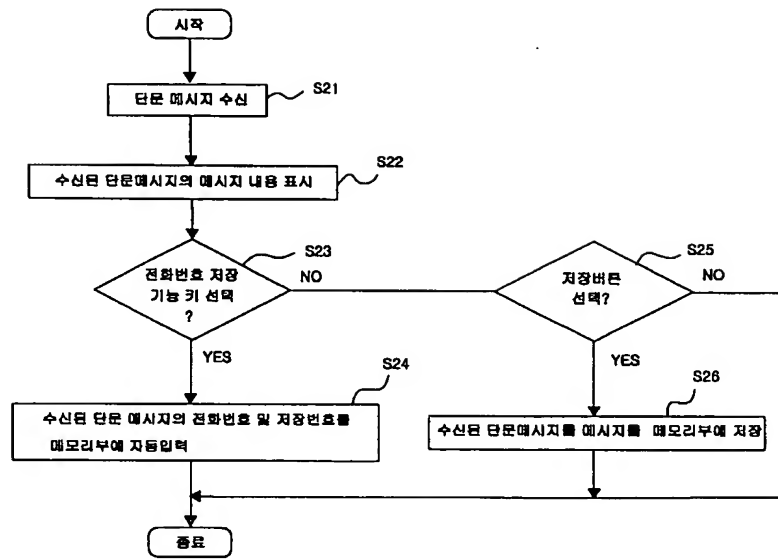 시작
S21
단문 메시지 수신
S22
수신된 단문메시지의 메시지 내용 표시
S23
전화번호 저장
기능 키 선택
?
NO
S25
저장버튼
선택?
NO
YES
S24
수신된 단문 메시지의 전화번호 및 저장번호를
메모리부에 자동입력
YES
S26
수신된 단문메시지를 메시지를 메모리부에 저장
종료